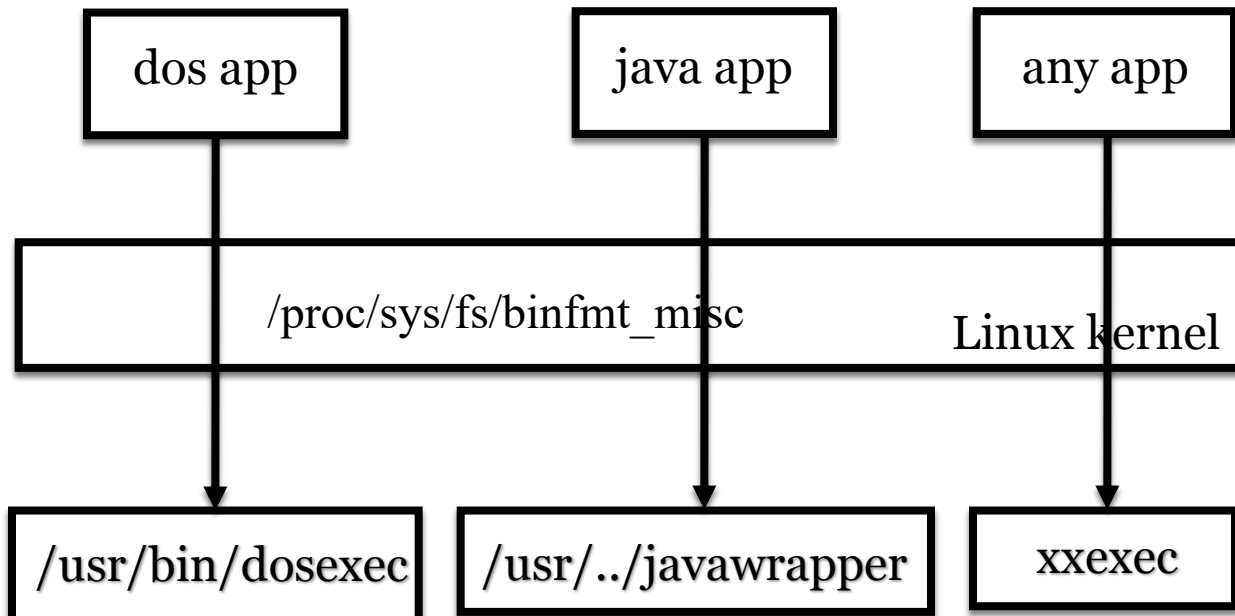 dos app
java app
any app
/proc/sys/fs/binfmt_misc
Linux kernel
/usr/bin/dosexec
/usr/../javawrapper
xxexec